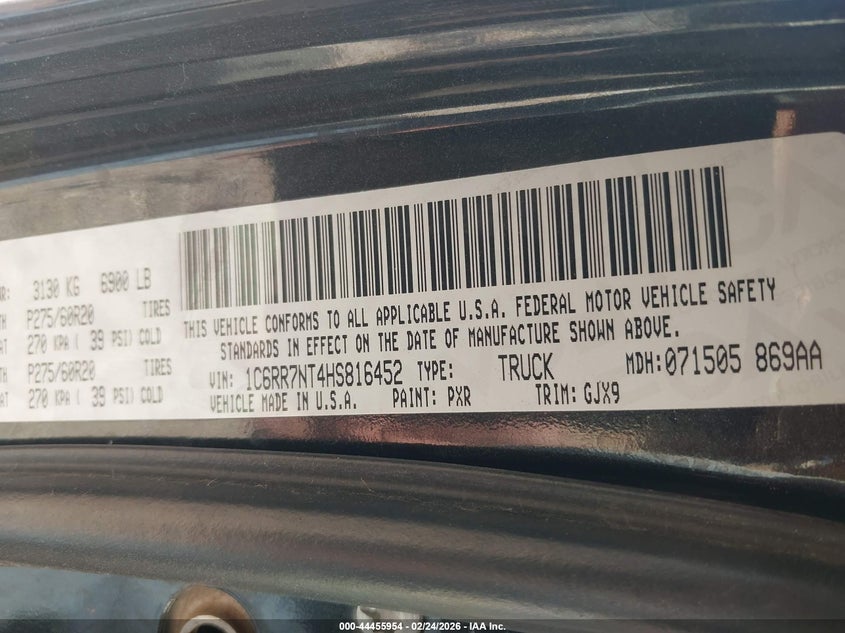 3130 KG 6900 LB
P275/60R20 TIRES
270 KPA ( 39 PSI) COLD
P275/60R20 TIRES
270 KPA ( 39 PSI) COLD
THIS VEHICLE CONFORMS TO ALL APPLICABLE U.S.A. FEDERAL MOTOR VEHICLE SAFETY
STANDARDS IN EFFECT ON THE DATE OF MANUFACTURE SHOWN ABOVE.
VIN: 1C6RR7NT4HS816452 TYPE: TRUCK MDH: 071505 869AA
VEHICLE MADE IN U.S.A. PAINT: PXR TRIM: GJX9
000-44455954 | 02/24/2026 | IAA Inc.